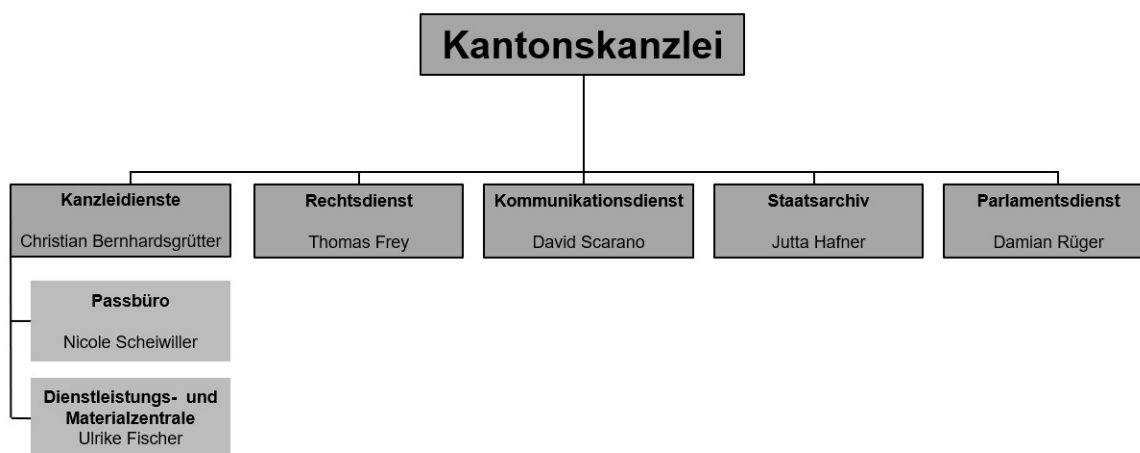 Kantonskanzlei
Kanzleidienste
Christian Bernhardsgrütter
Rechtsdienst
Thomas Frey
Kommunikationsdienst
David Scarano
Staatsarchiv
Jutta Hafner
Parlamentsdienst
Damian Rüger
Passbüro
Nicole Scheiwiller
Dienstleistungs- und
Materialzentrale
Ulrike Fischer